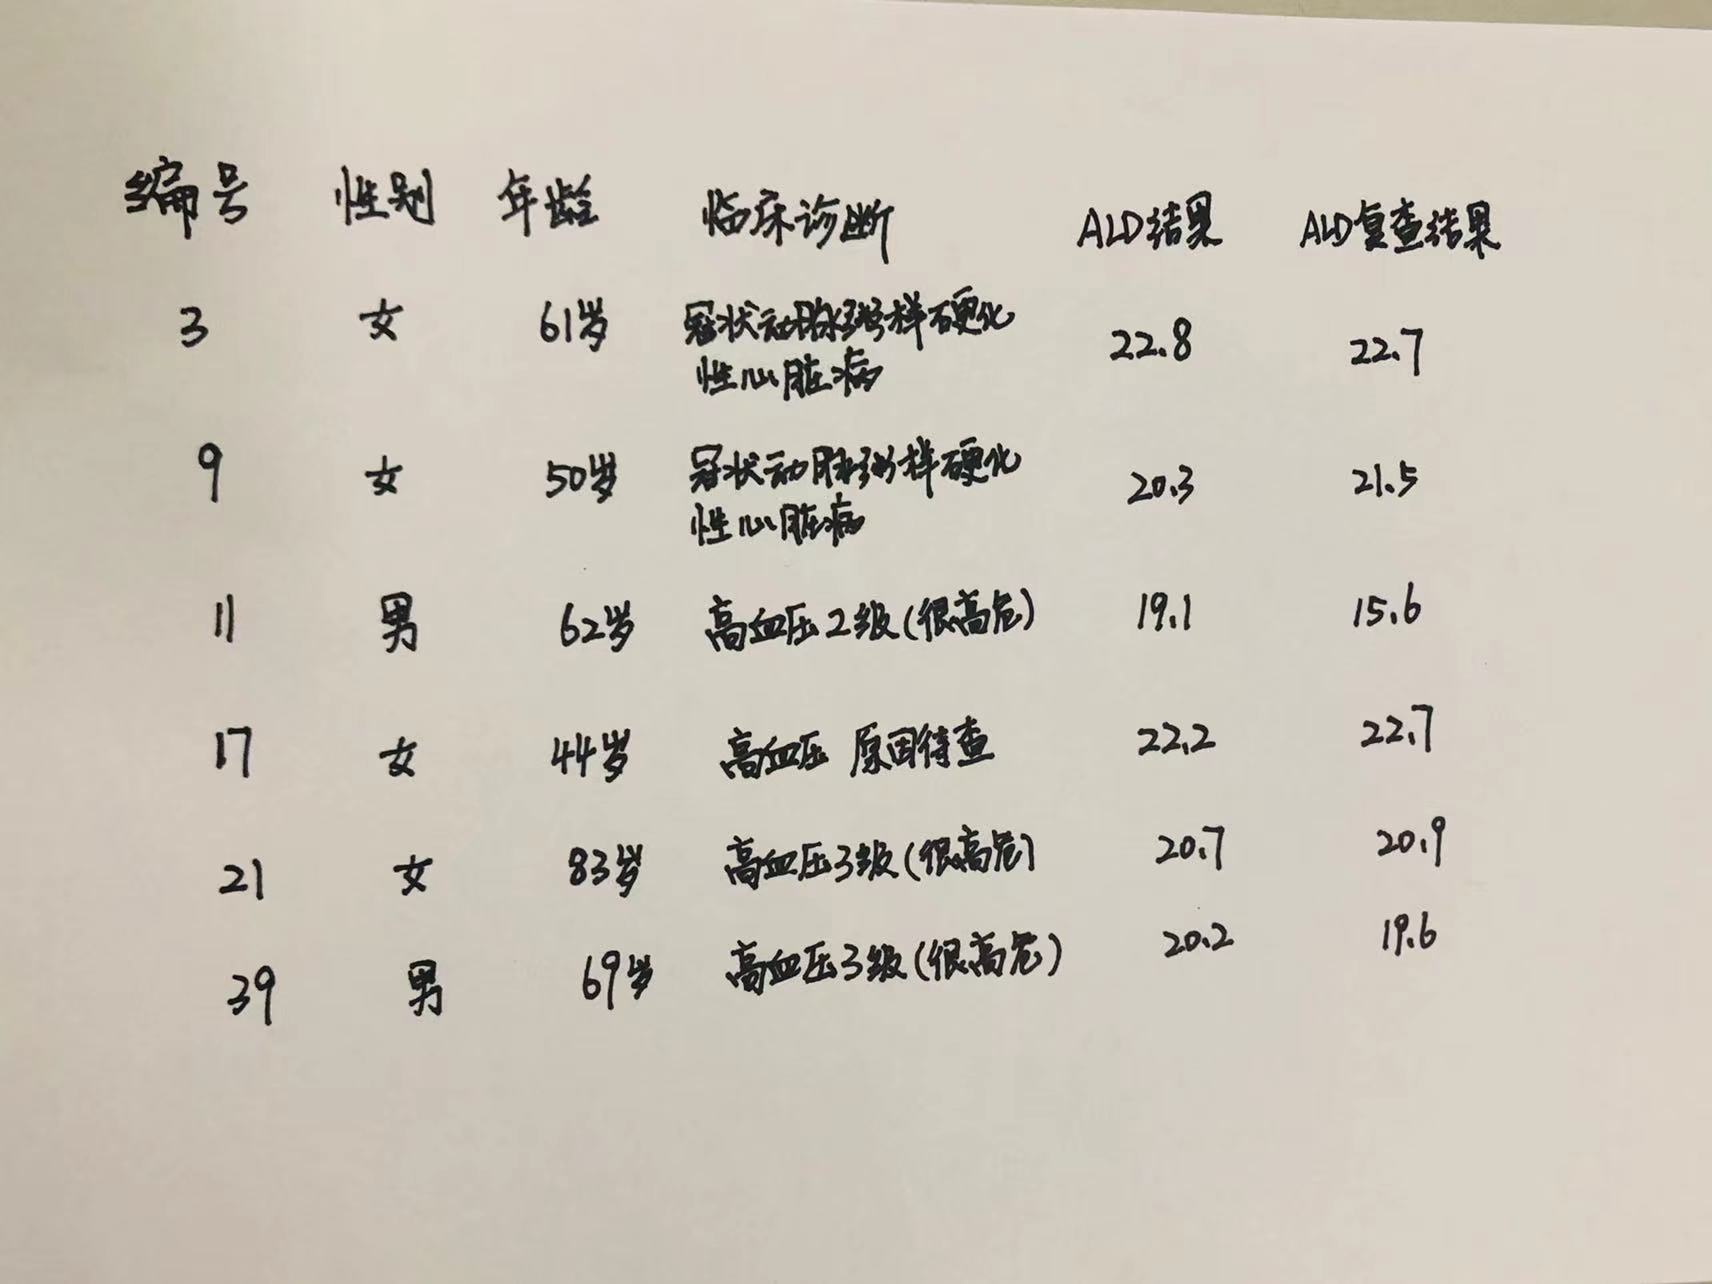 编号 性别 年龄 临床诊断 ALD结果 ALD复查结果
3 女 61岁 冠状动脉粥样硬化 22.8 22.7
性心脏病
9 女 50岁 冠状动脉粥样硬化 20.3 21.5
性心脏病
11 男 62岁 高血压2级(很高危) 19.1 15.6
17 女 44岁 高血压 原因待查 22.2 22.7
21 女 83岁 高血压3级(很高危) 20.7 20.9
39 男 69岁 高血压3级(很高危) 20.2 19.6